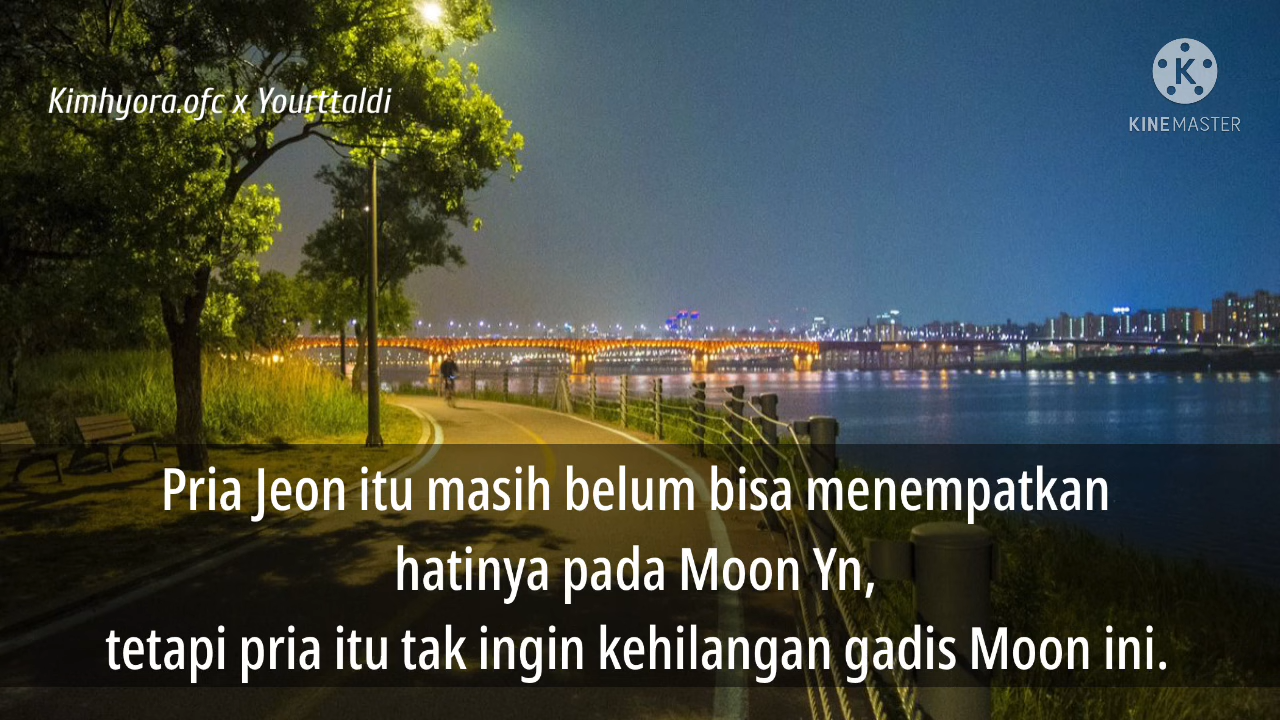 Kimhyora.ofc x Yourttaldi
K
KINEMASTER
Pria Jeon itu masih belum bisa menempatkan
hatinya pada Moon Yn,
tetapi pria itu tak ingin kehilangan gadis Moon ini.